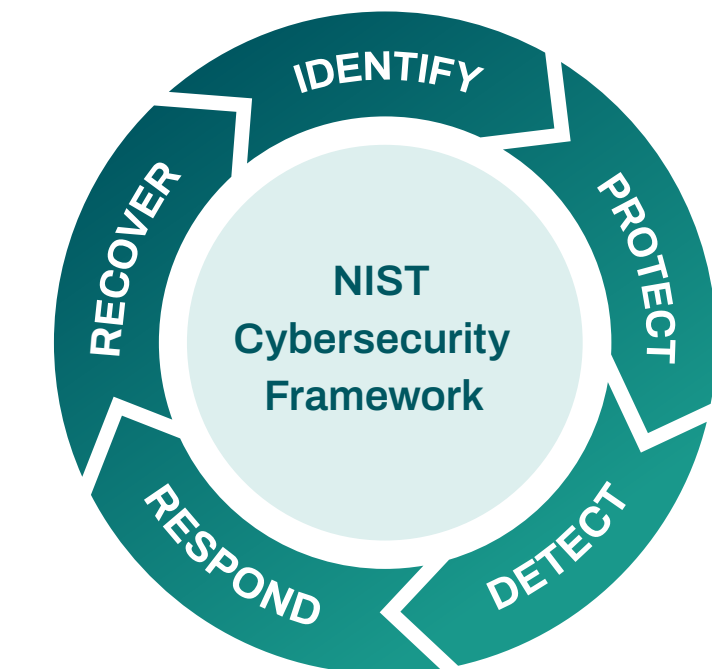 IDENTIFY
PROTECT
DETECT
RESPOND
RECOVER
NIST
Cybersecurity
Framework